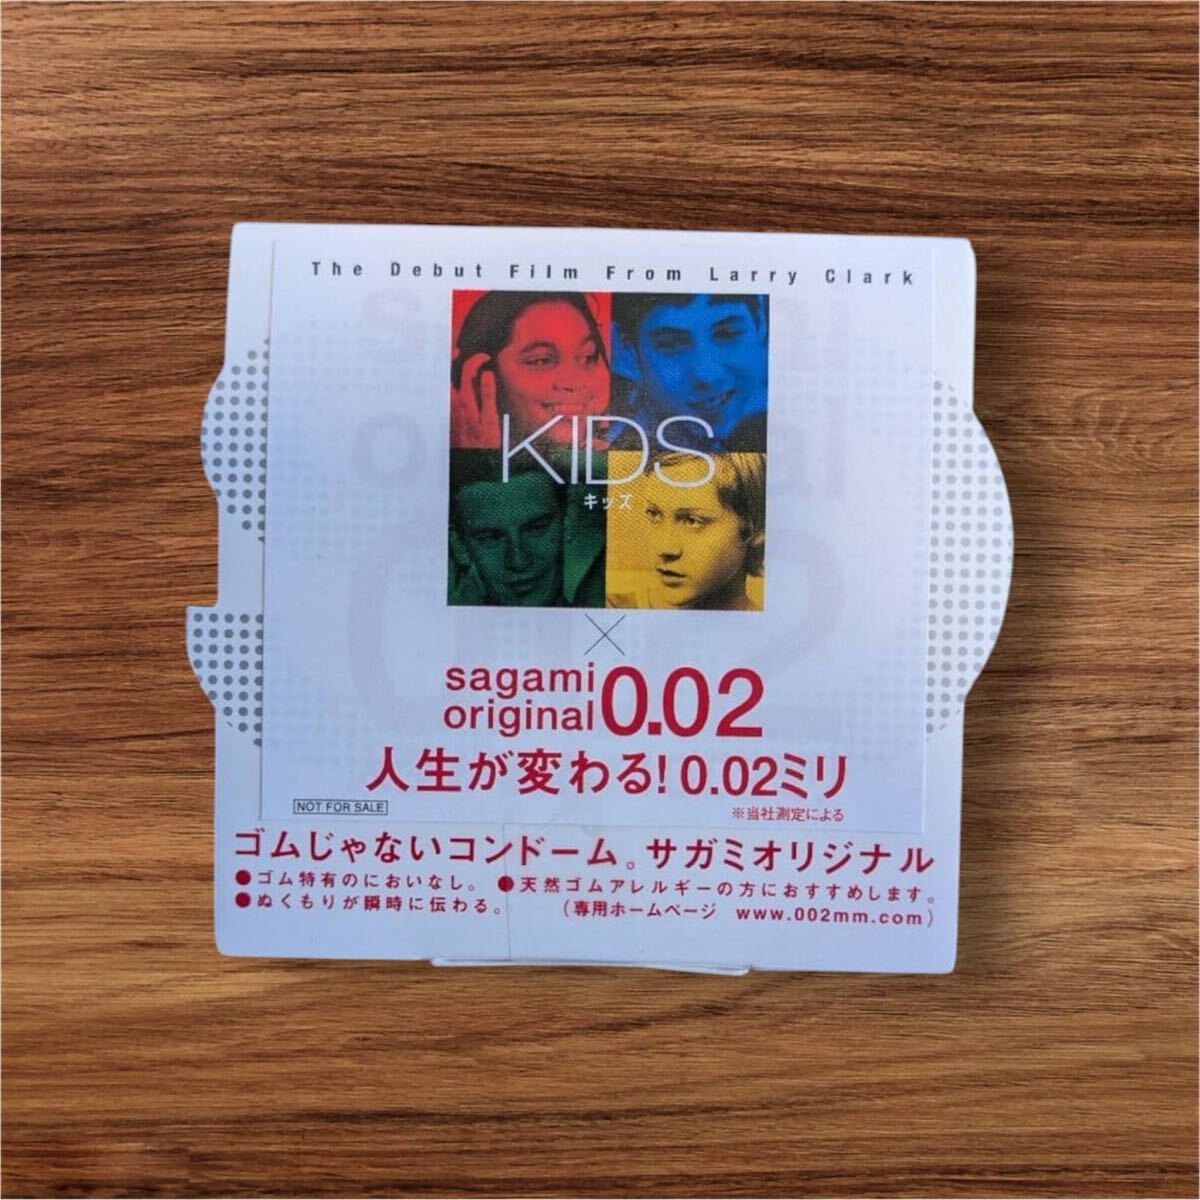 The Debut Film From Larry Clark
KIDS
キッズ
×
sagami
original 0.02
人生が変わる!0.02ミリ
※当社測定による
NOT FOR SALE
ゴムじゃないコンドーム。サガミオリジナル
●ゴム特有のにおいなし。 ●天然ゴムアレルギーの方におすすめします。
●ぬくもりが瞬時に伝わる。 (専用ホームページ www.002mm.com)